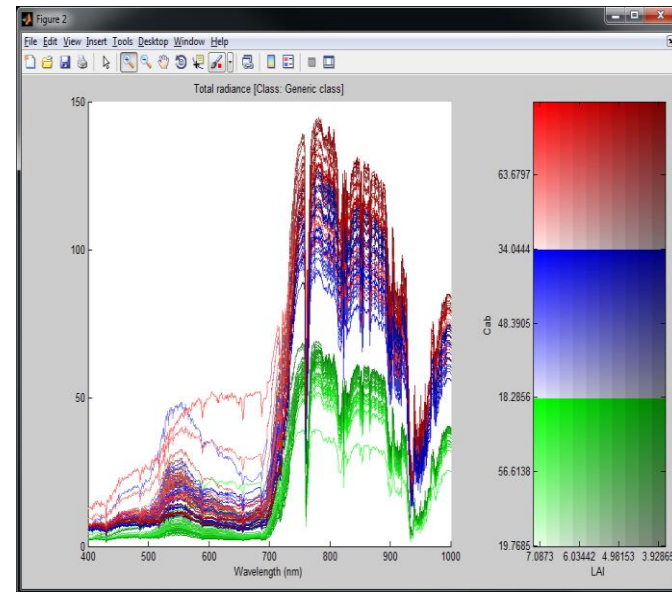 Figure 2
File Edit View Insert Tools Desktop Window Help
Total radiance [Class: Generic class]
150
100
50
0
400 500 600 700 800 900 1000
Wavelength (nm)
63.6797
34.0444
48.3905
18.2856
56.6138
19.7685
Cab
7.0873 6.03442 4.98153 3.92865
LAI